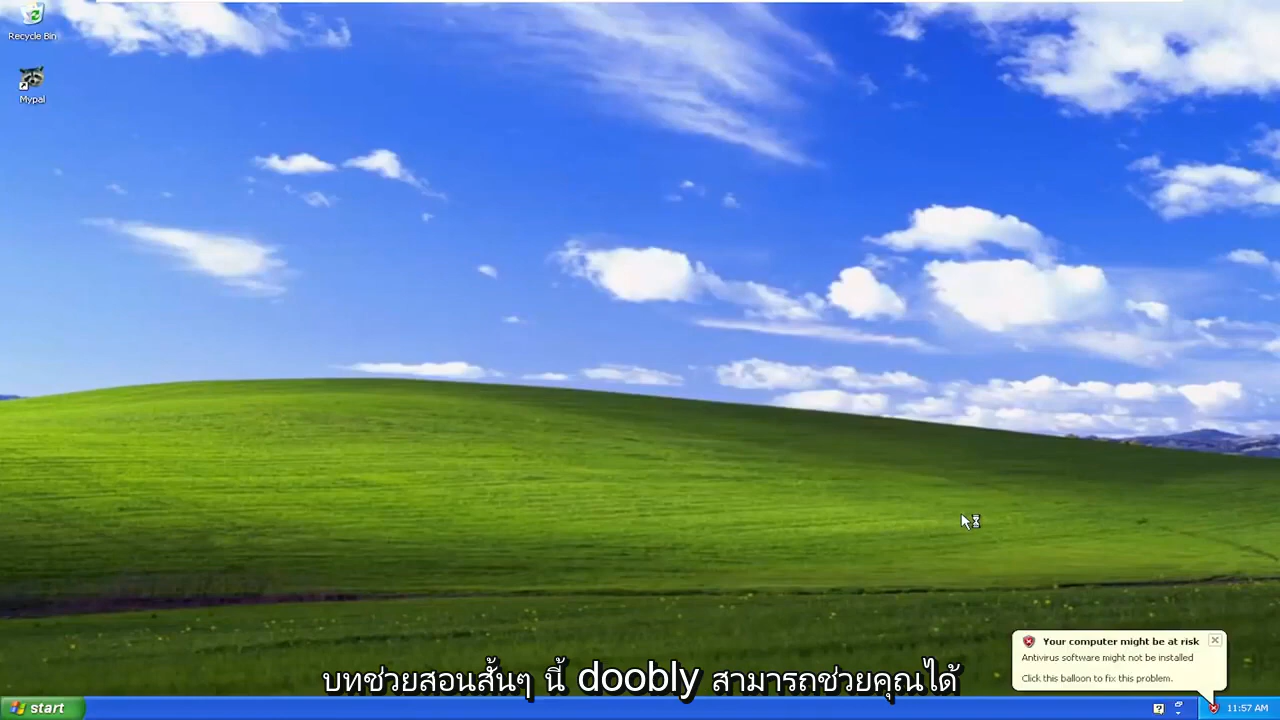 Recycle Bin
Mypal
Your computer might be at risk
Antivirus software might not be installed
Click this balloon to fix this problem.
บทช่วยสอนสั้นๆ นี้ doobly สามารถช่วยคุณได้
start
11:57 AM